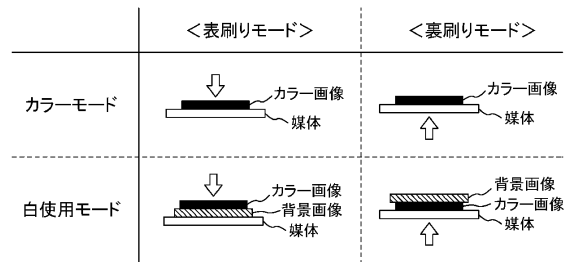 ＜表刷りモード＞
＜裏刷りモード＞
カラーモード
カラー画像
媒体
カラー画像
媒体
白使用モード
カラー画像
背景画像
媒体
背景画像
カラー画像
媒体